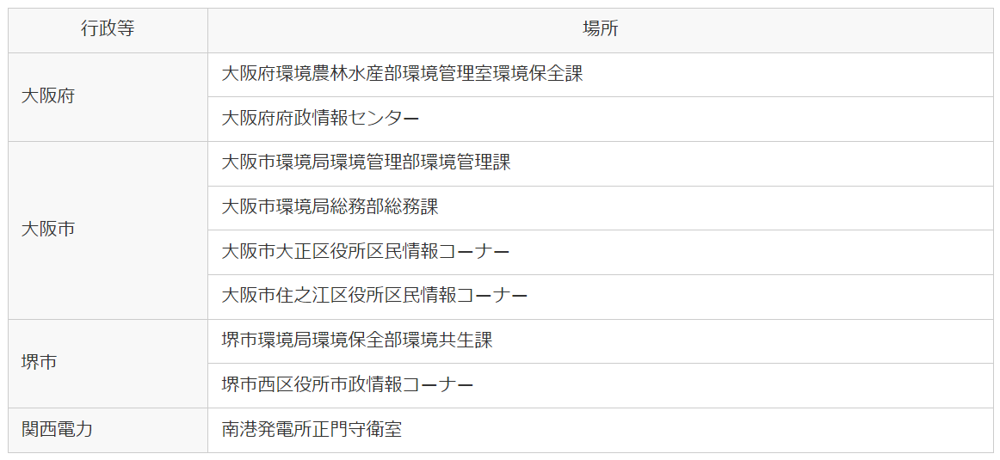 行政等 場所
大阪府
大阪府環境農林水産部環境管理室環境保全課
大阪府府政情報センター
大阪市
大阪市環境局環境管理部環境管理課
大阪市環境局総務部総務課
大阪市大正区役所区民情報コーナー
大阪市住之江区役所区民情報コーナー
堺市
堺市環境局環境保全部環境共生課
堺市西区役所市政情報コーナー
関西電力 南港発電所正門守衛室